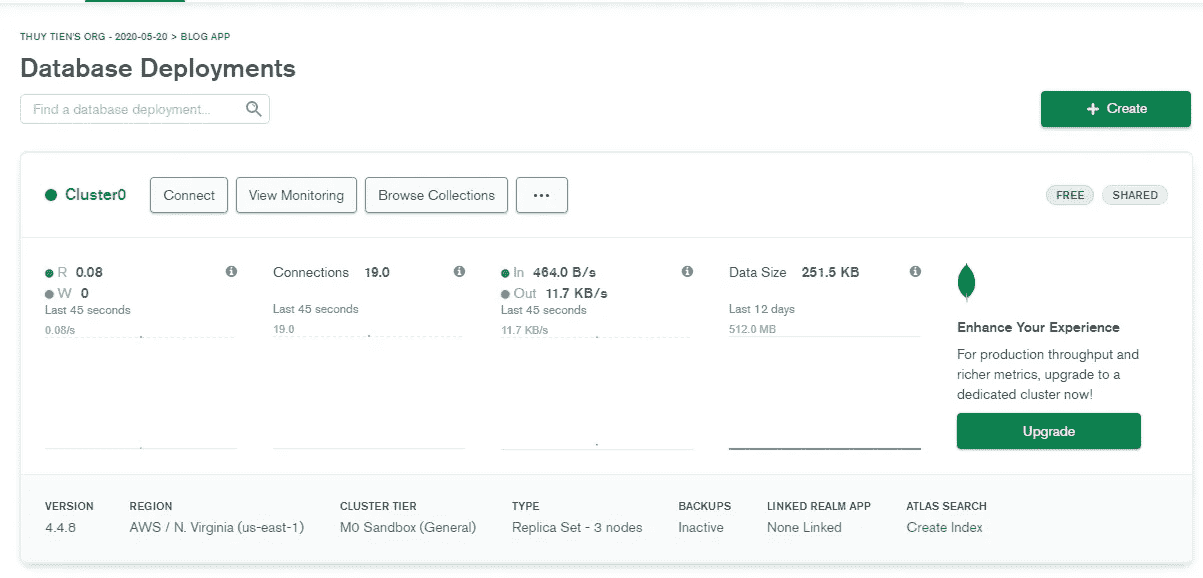 THUY TIEN'S ORG - 2020-05-20 > BLOG APP
Database Deployments
Find a database deployment...
+ Create
Cluster0
Connect
View Monitoring
Browse Collections
...
FREE
SHARED
R 0.08
W 0
Last 45 seconds
0.08/s
Connections 19.0
Last 45 seconds
19.0
In 464.0 B/s
Out 11.7 KB/s
Last 45 seconds
11.7 KB/s
Data Size 251.5 KB
Last 12 days
512.0 MB
Enhance Your Experience
For production throughput and
richer metrics, upgrade to a
dedicated cluster now!
Upgrade
VERSION
4.4.8
REGION
AWS / N. Virginia (us-east-1)
CLUSTER TIER
M0 Sandbox (General)
TYPE
Replica Set - 3 nodes
BACKUPS
Inactive
LINKED REALM APP
None Linked
ATLAS SEARCH
Create Index